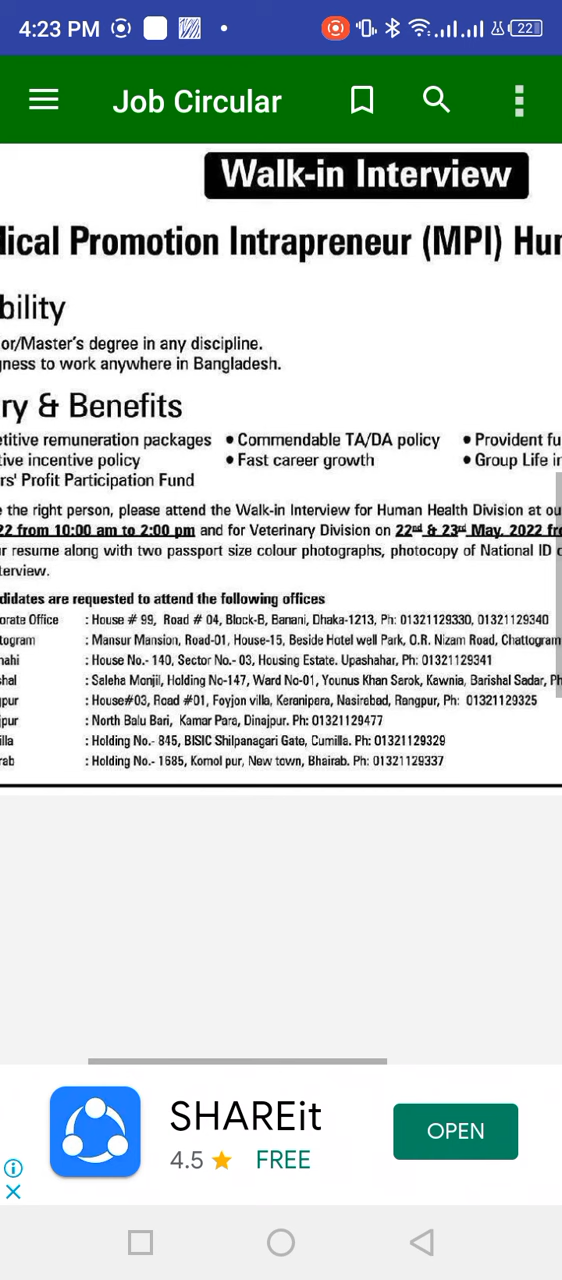 4:23 PM
22
Job Circular
Walk-in Interview
lical Promotion Intrapreneur (MPI) Hur
bility
or/Master's degree in any discipline.
gness to work anywhere in Bangladesh.
ry & Benefits
etitive remuneration packages • Commendable TA/DA policy • Provident fu
tive incentive policy • Fast career growth • Group Life in
rs' Profit Participation Fund
e the right person, please attend the Walk-in Interview for Human Health Division at ou
22 from 10:00 am to 2:00 pm and for Veterinary Division on 22nd & 23rd May, 2022 fro
r resume along with two passport size colour photographs, photocopy of National ID c
terview.
didates are requested to attend the following offices
orate Office : House # 99, Road # 04, Block-B, Banani, Dhaka-1213, Ph: 01321129330, 01321129340
togram : Mansur Mansion, Road-01, House-15, Beside Hotel well Park, O.R. Nizam Road, Chattogram
hahi : House No.- 140, Sector No.- 03, Housing Estate. Upashahar, Ph: 01321129341
shal : Saleha Monjil, Holding No-147, Ward No-01, Younus Khan Sarok, Kawnia, Barishal Sadar, Ph
gpur : House#03, Road #01, Foyjon villa, Keranipara, Nasirabad, Rangpur, Ph: 01321129325
jpur : North Balu Bari, Kamar Para, Dinajpur. Ph: 01321129477
illa : Holding No.- 845, BISIC Shilpanagari Gate, Cumilla. Ph: 01321129329
rab : Holding No.- 1685, Komol pur, New town, Bhairab. Ph: 01321129337
SHAREit
4.5 ★ FREE
OPEN